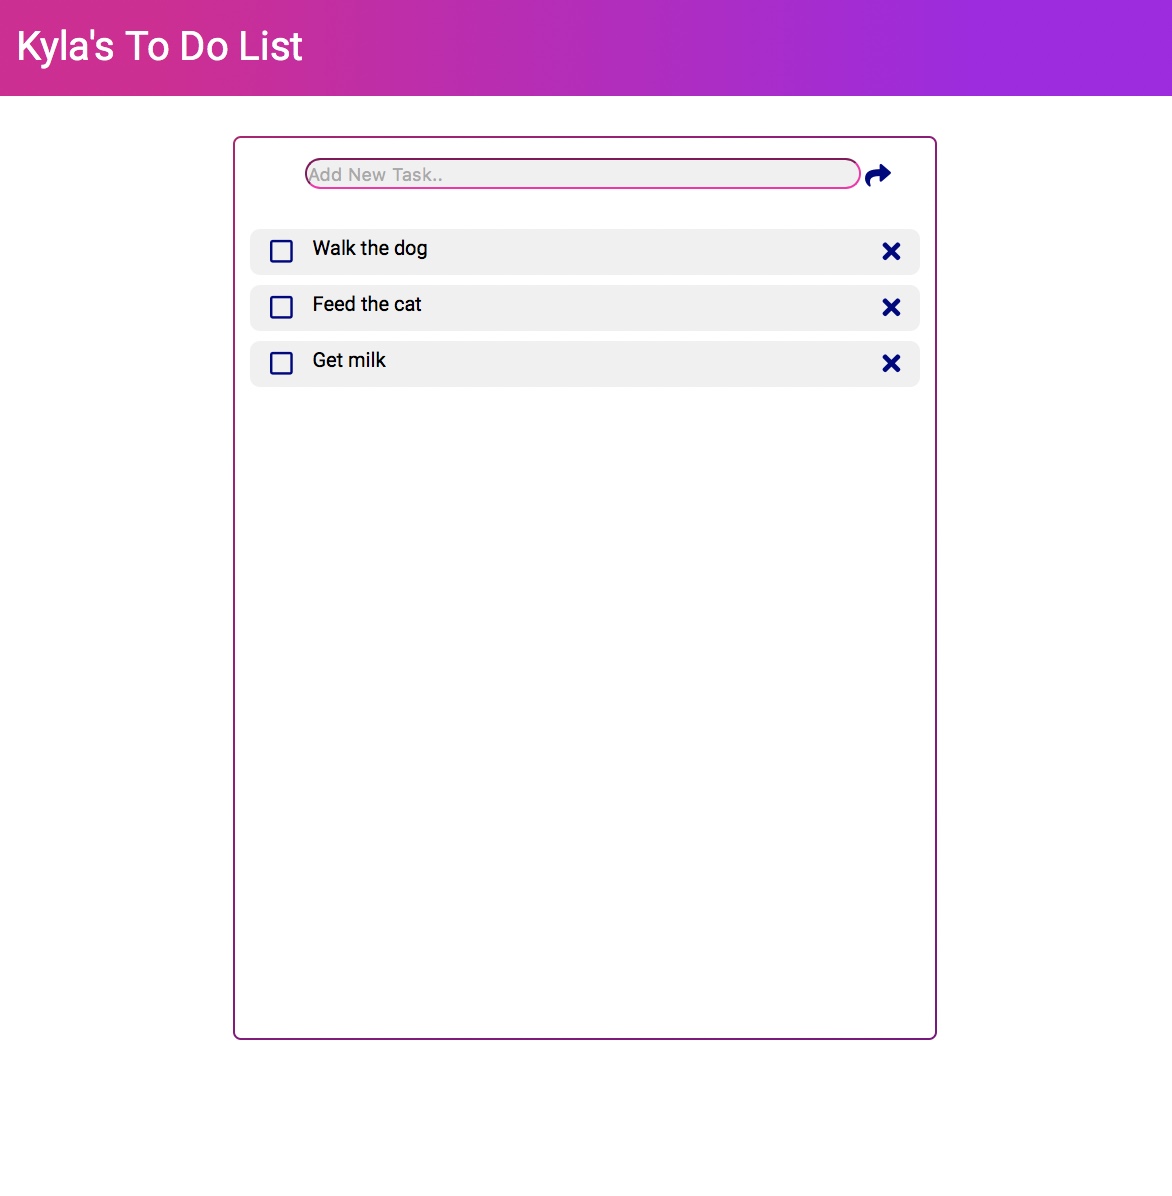 Kyla's To Do List
Add New Task..
Walk the dog
Feed the cat
Get milk